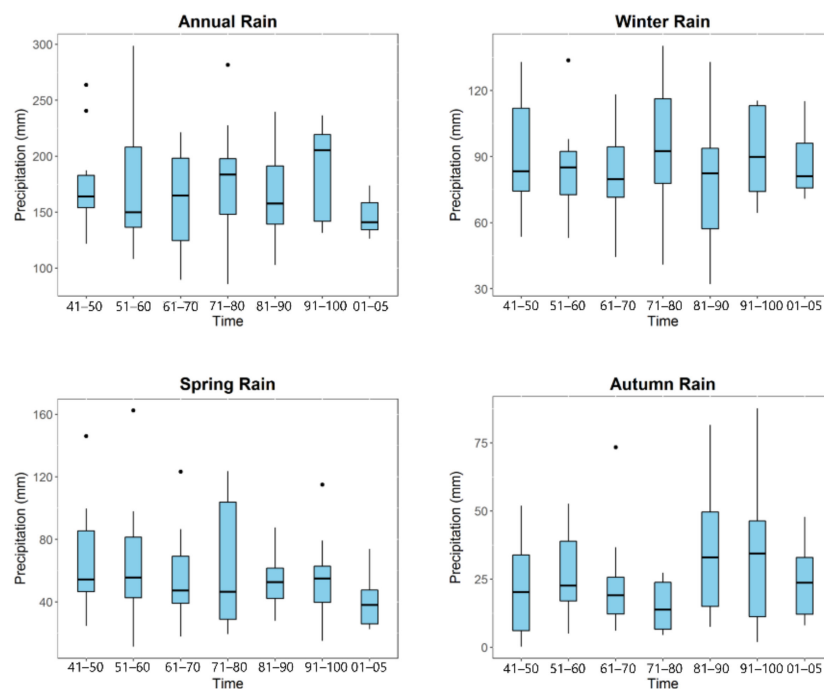 Annual Rain
Precipitation (mm)
300
250
200
150
100
41–50 51–60 61–70 71–80 81–90 91–100 01–05
Time
Winter Rain
Precipitation (mm)
120
90
60
30
41–50 51–60 61–70 71–80 81–90 91–100 01–05
Time
Spring Rain
Precipitation (mm)
160
120
80
40
41–50 51–60 61–70 71–80 81–90 91–100 01–05
Time
Autumn Rain
Precipitation (mm)
75
50
25
0
41–50 51–60 61–70 71–80 81–90 91–100 01–05
Time